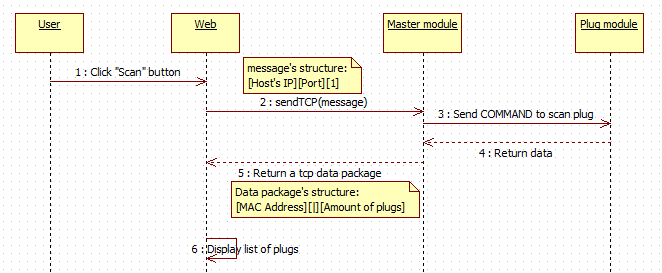 User
Web
Master module
Plug module
1 : Click "Scan" button
message's structure:
[Host's IP][Port][1]
2 : sendTCP(message)
3 : Send COMMAND to scan plug
4 : Return data
5 : Return a tcp data package
Data package's structure:
[MAC Address][|][Amount of plugs]
6 : Display list of plugs